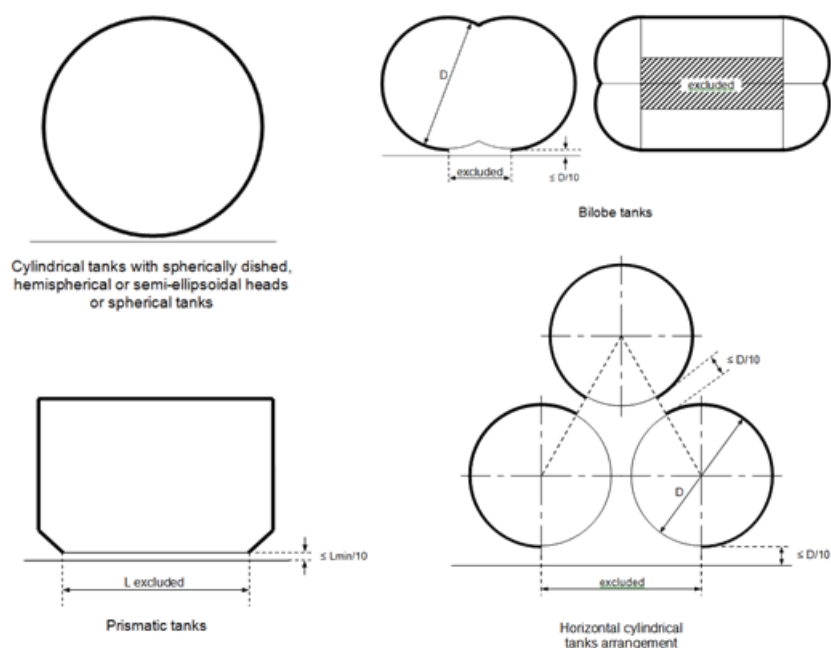 D
excluded
≤ D/10
excluded
Bilobe tanks
Cylindrical tanks with spherically dished,
hemispherical or semi-ellipsoidal heads
or spherical tanks
≤ D/10
D
≤ D/10
excluded
Horizontal cylindrical
tanks arrangement
≤ Lmin/10
L excluded
Prismatic tanks